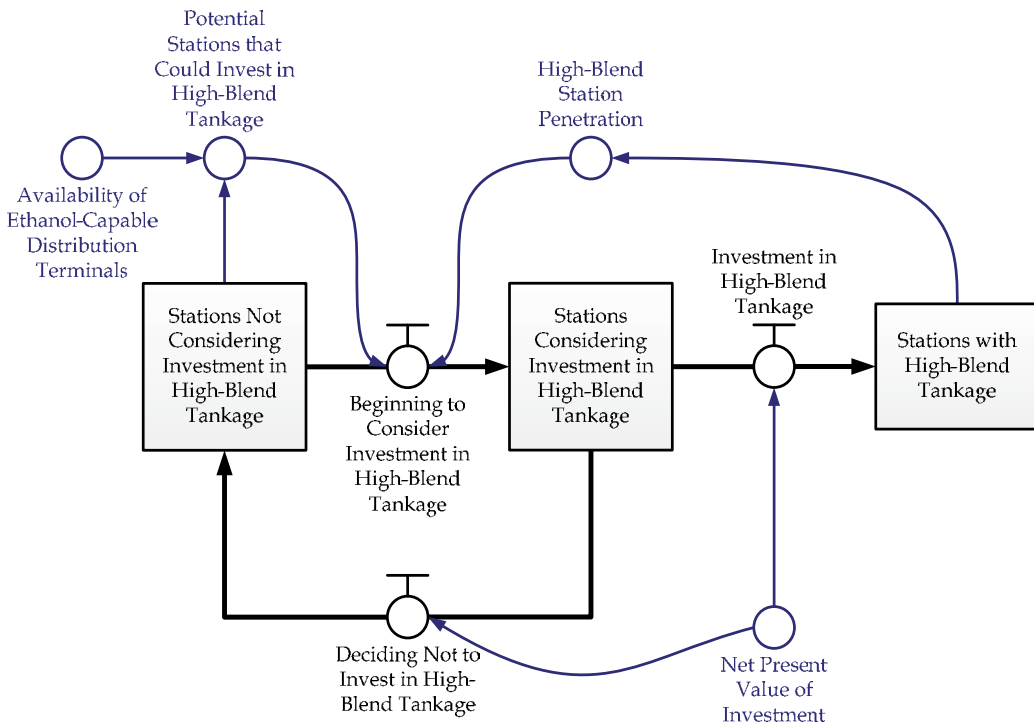 Potential
Stations that
Could Invest in
High-Blend
Tankage
High-Blend
Station
Penetration
Availability of
Ethanol-Capable
Distribution
Terminals
Investment in
High-Blend
Tankage
Stations Not
Considering
Investment in
High-Blend
Tankage
Stations
Considering
Investment in
High-Blend
Tankage
Stations with
High-Blend
Tankage
Beginning to
Consider
Investment in
High-Blend
Tankage
Deciding Not to
Invest in High-
Blend Tankage
Net Present
Value of
Investment